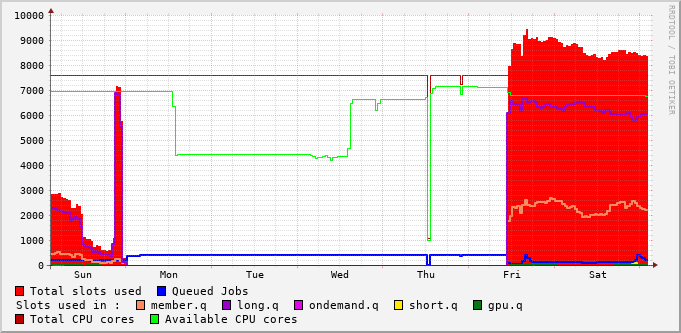 10000
9000
8000
7000
6000
5000
4000
3000
2000
1000
0
Sun Mon Tue Wed Thu Fri Sat
RRDTOOL / TOBI OETIKER
Total slots used Queued Jobs
Slots used in : member.q long.q ondemand.q short.q gpu.q
Total CPU cores Available CPU cores